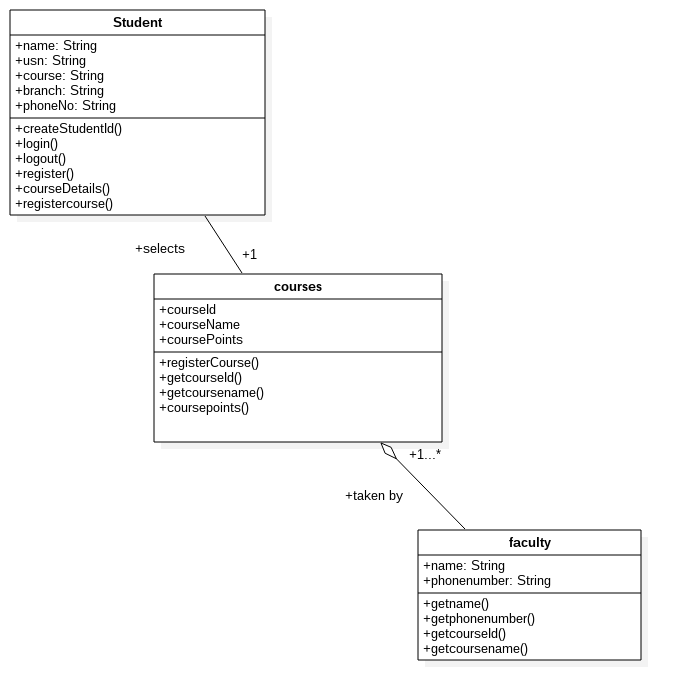 Student
+name: String
+usn: String
+course: String
+branch: String
+phoneNo: String
+createStudentId()
+login()
+logout()
+register()
+courseDetails()
+registercourse()
+selects
+1
courses
+courseId
+courseName
+coursePoints
+registerCourse()
+getcourseId()
+getcoursename()
+coursepoints()
+1...*
+taken by
faculty
+name: String
+phonenumber: String
+getname()
+getphonenumber()
+getcourseId()
+getcoursename()